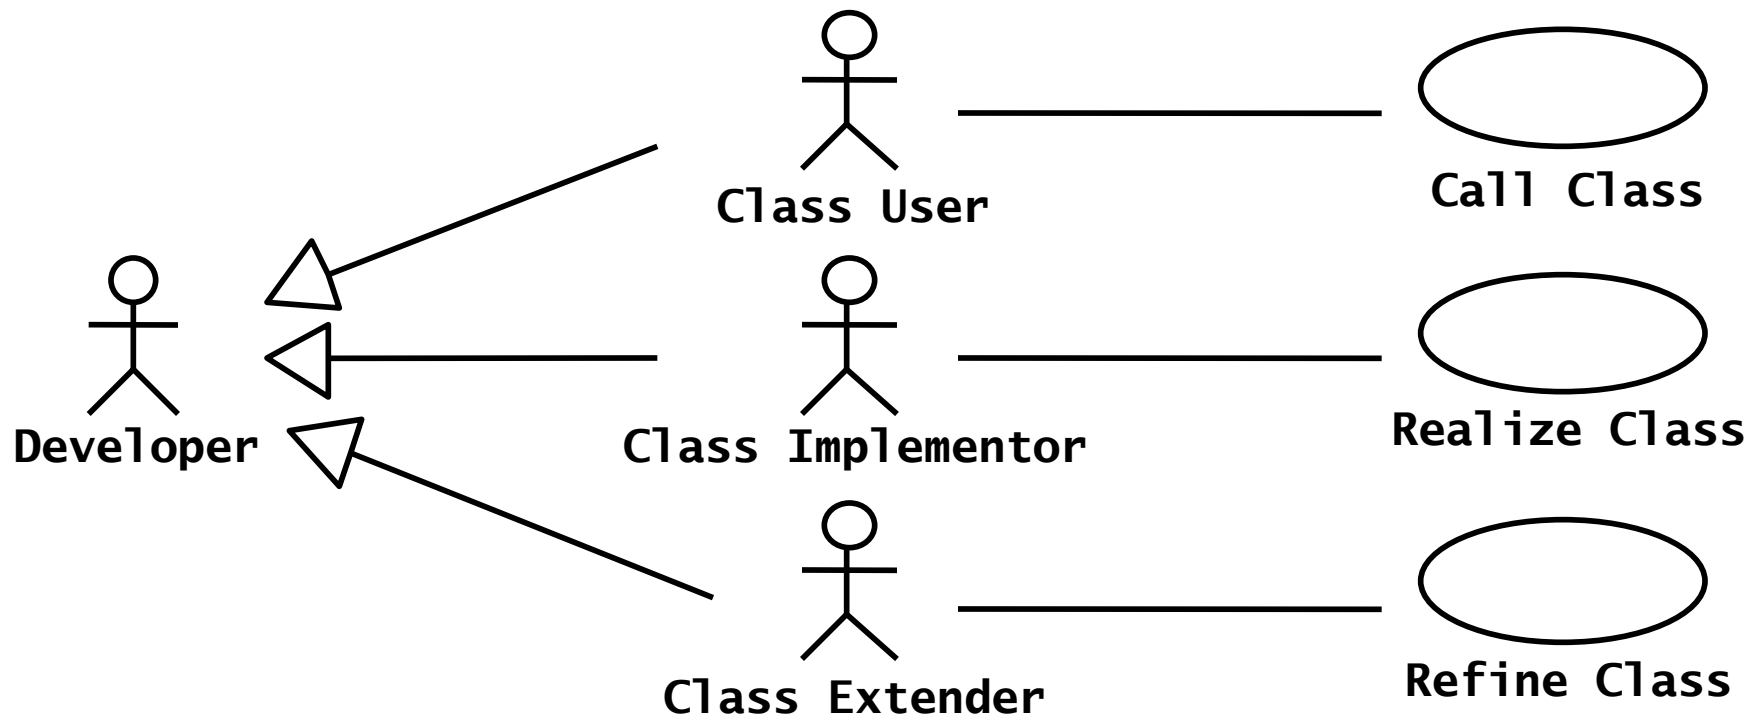 Class User
Call Class
Developer
Class Implementor
Realize Class
Class Extender
Refine Class